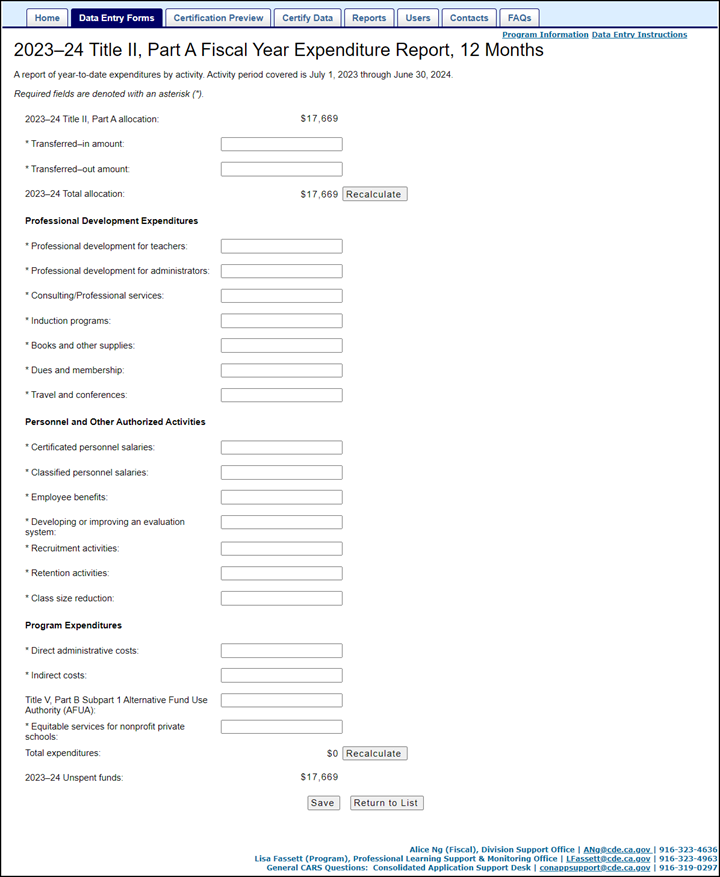 Home Data Entry Forms Certification Preview Certify Data Reports Users Contacts FAQs
Program Information Data Entry Instructions
2023–24 Title II, Part A Fiscal Year Expenditure Report, 12 Months
A report of year-to-date expenditures by activity. Activity period covered is July 1, 2023 through June 30, 2024.
Required fields are denoted with an asterisk (*).
2023–24 Title II, Part A allocation: $17,669
* Transferred–in amount:
* Transferred–out amount:
2023–24 Total allocation: $17,669 Recalculate
Professional Development Expenditures
* Professional development for teachers:
* Professional development for administrators:
* Consulting/Professional services:
* Induction programs:
* Books and other supplies:
* Dues and membership:
* Travel and conferences:
Personnel and Other Authorized Activities
* Certificated personnel salaries:
* Classified personnel salaries:
* Employee benefits:
* Developing or improving an evaluation
system:
* Recruitment activities:
* Retention activities:
* Class size reduction:
Program Expenditures
* Direct administrative costs:
* Indirect costs:
Title V, Part B Subpart 1 Alternative Fund Use
Authority (AFUA):
* Equitable services for nonprofit private
schools:
Total expenditures: $0 Recalculate
2023–24 Unspent funds: $17,669
Save Return to List
Alice Ng (Fiscal), Division Support Office | ANg@cde.ca.gov | 916-323-4636
Lisa Fassett (Program), Professional Learning Support & Monitoring Office | LFassett@cde.ca.gov | 916-323-4963
General CARS Questions: Consolidated Application Support Desk | conappsupport@cde.ca.gov | 916-319-0297